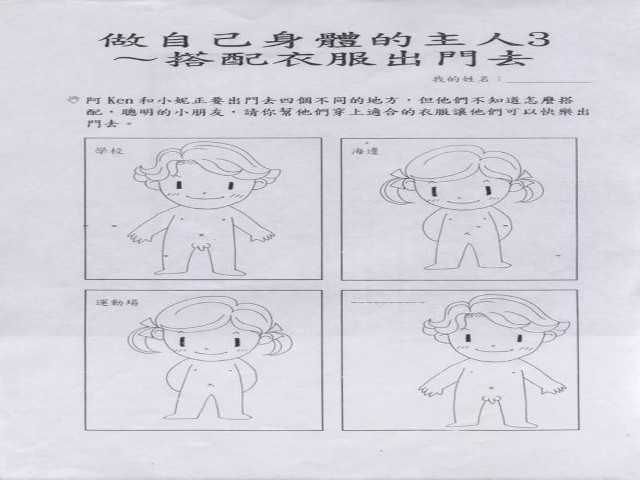 做自己身體的主人3
～搭配衣服出門去
我的姓名：__________
阿Ken和小妮正要出門去四個不同的地方，但他們不知道怎麼搭
配，聰明的小朋友，請你幫他們穿上適合的衣服讓他們可以快樂出
門去。
學校
海邊
運動場
----------